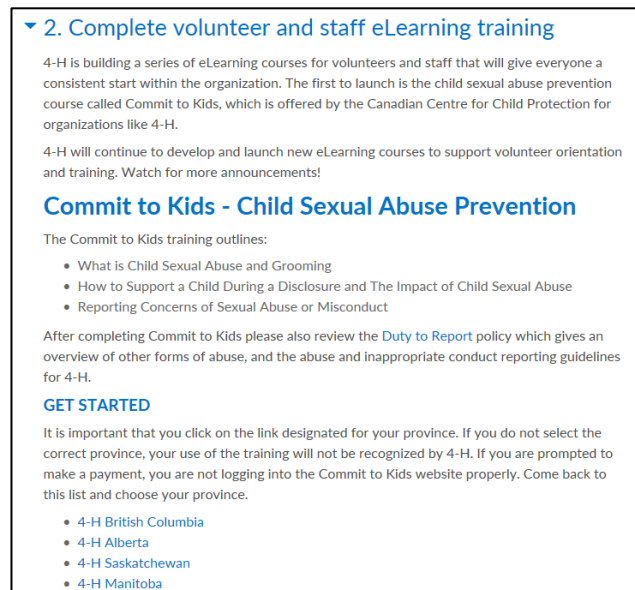 2. Complete volunteer and staff eLearning training
4-H is building a series of eLearning courses for volunteers and staff that will give everyone a
consistent start within the organization. The first to launch is the child sexual abuse prevention
course called Commit to Kids, which is offered by the Canadian Centre for Child Protection for
organizations like 4-H.
4-H will continue to develop and launch new eLearning courses to support volunteer orientation
and training. Watch for more announcements!
Commit to Kids - Child Sexual Abuse Prevention
The Commit to Kids training outlines:
• What is Child Sexual Abuse and Grooming
• How to Support a Child During a Disclosure and The Impact of Child Sexual Abuse
• Reporting Concerns of Sexual Abuse or Misconduct
After completing Commit to Kids please also review the Duty to Report policy which gives an
overview of other forms of abuse, and the abuse and inappropriate conduct reporting guidelines
for 4-H.
GET STARTED
It is important that you click on the link designated for your province. If you do not select the
correct province, your use of the training will not be recognized by 4-H. If you are prompted to
make a payment, you are not logging into the Commit to Kids website properly. Come back to
this list and choose your province.
• 4-H British Columbia
• 4-H Alberta
• 4-H Saskatchewan
• 4-H Manitoba